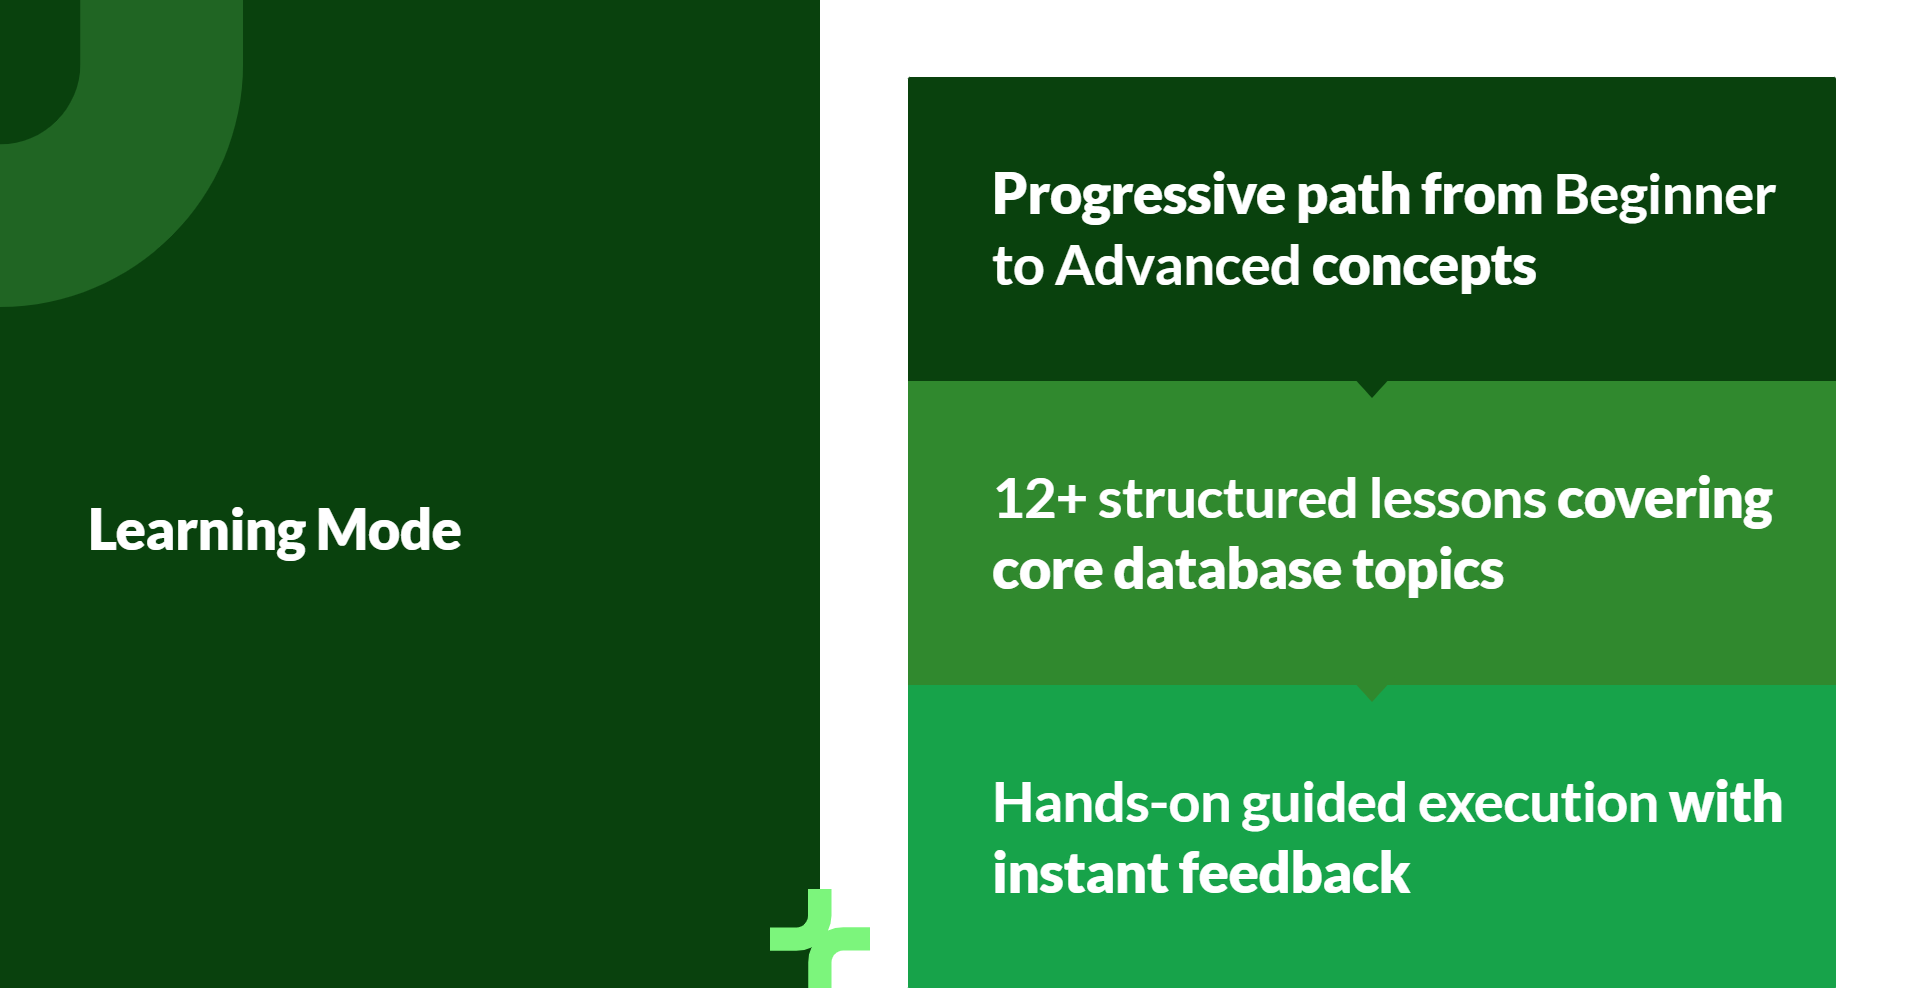 Learning Mode
Progressive path from Beginner
to Advanced concepts
12+ structured lessons covering
core database topics
Hands-on guided execution with
instant feedback